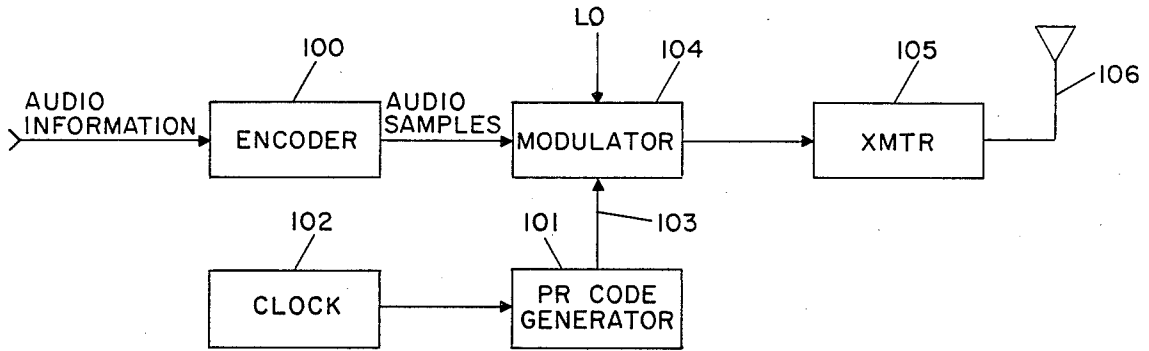 LO
100
104
105
106
AUDIO
INFORMATION
ENCODER
AUDIO
SAMPLES
MODULATOR
XMTR
102
101
103
CLOCK
PR CODE
GENERATOR